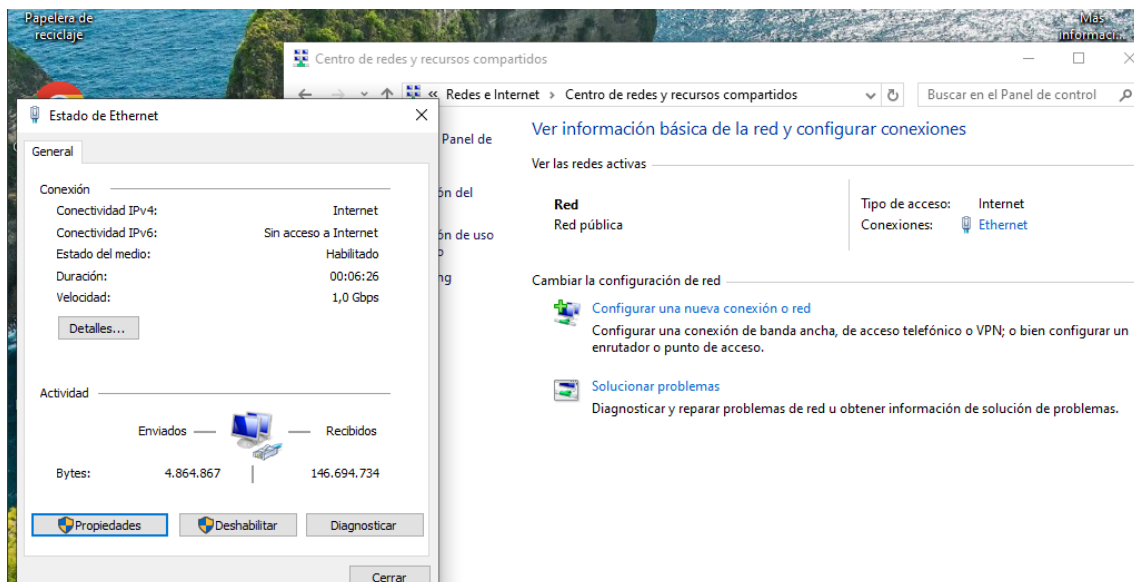 Papelera de
reciclaje
Más
informaci...
Centro de redes y recursos compartidos
« Redes e Internet > Centro de redes y recursos compartidos
Buscar en el Panel de control
Estado de Ethernet
General
Conexión
Conectividad IPv4: Internet
Conectividad IPv6: Sin acceso a Internet
Estado del medio: Habilitado
Duración: 00:06:26
Velocidad: 1,0 Gbps
Detalles...
Actividad
Enviados — Recibidos
Bytes: 4.864.867 | 146.694.734
Propiedades
Deshabilitar
Diagnosticar
Cerrar
Panel de
ón del
ón de uso
Ver información básica de la red y configurar conexiones
Ver las redes activas
Red
Red pública
Tipo de acceso: Internet
Conexiones: Ethernet
Cambiar la configuración de red
Configurar una nueva conexión o red
Configurar una conexión de banda ancha, de acceso telefónico o VPN; o bien configurar un
enrutador o punto de acceso.
Solucionar problemas
Diagnosticar y reparar problemas de red u obtener información de solución de problemas.